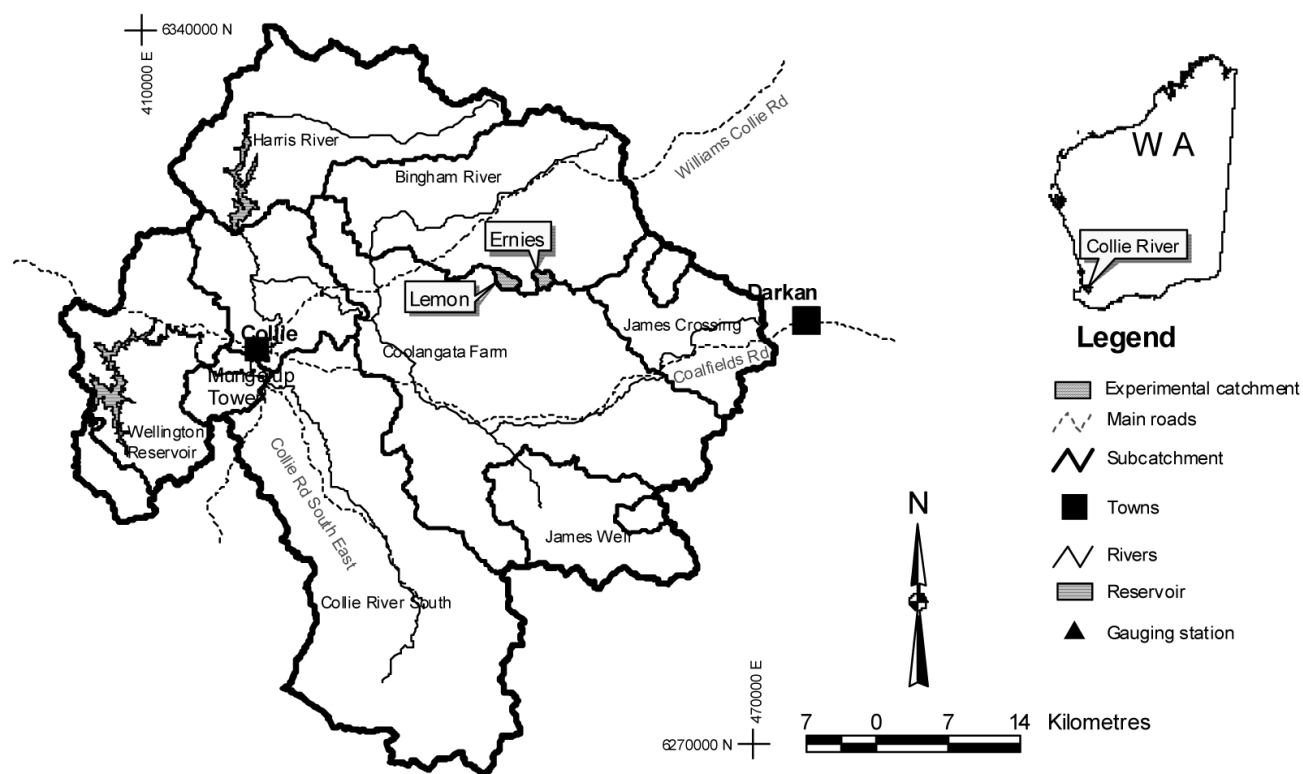 6340000 N
410000 E
Harris River
Bingham River
Williams Collie Rd
Ernies
Lemon
Collie
Mungalup
Tower
Coolangata Farm
James Crossing
Darkan
Coalfields Rd
Wellington
Reservoir
Collie Rd South East
James Weir
Collie River South
470000 E
6270000 N
W A
Collie River
Legend
Experimental catchment
Main roads
Subcatchment
Towns
Rivers
Reservoir
Gauging station
N
7 0 7 14 Kilometres